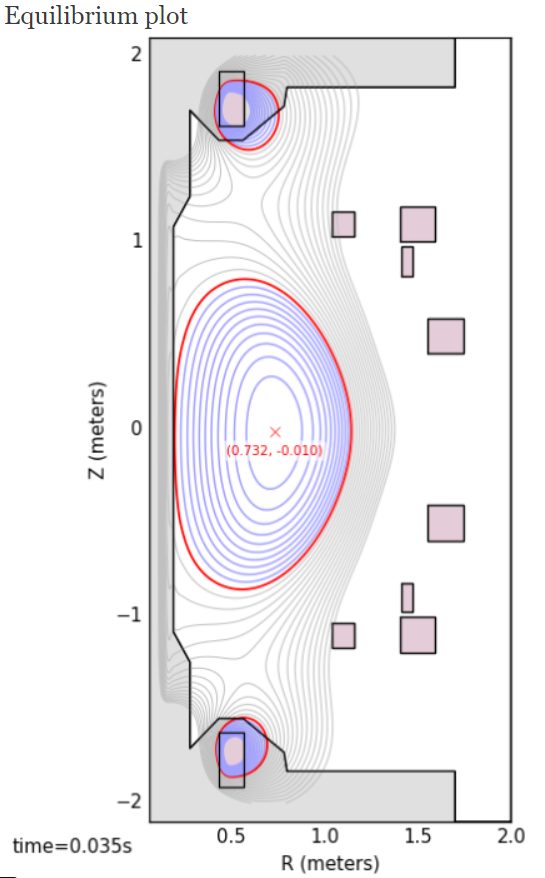 Equilibrium plot
2
1
0
−1
−2
Z (meters)
(0.732, -0.010)
0.5 1.0 1.5 2.0
R (meters)
time=0.035s